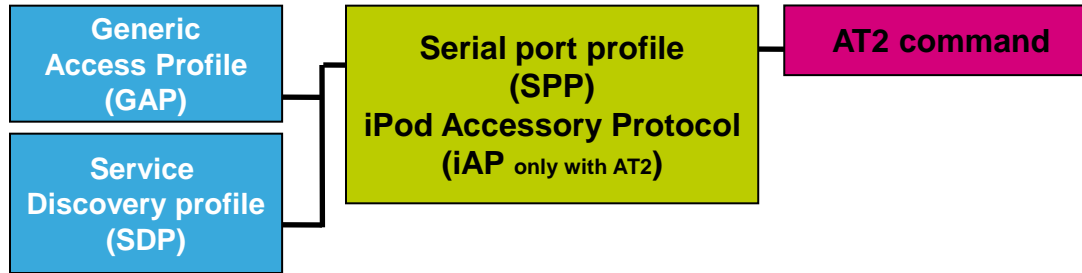 Generic
Access Profile
(GAP)
Service
Discovery profile
(SDP)
Serial port profile
(SPP)
iPod Accessory Protocol
(iAP only with AT2)
AT2 command